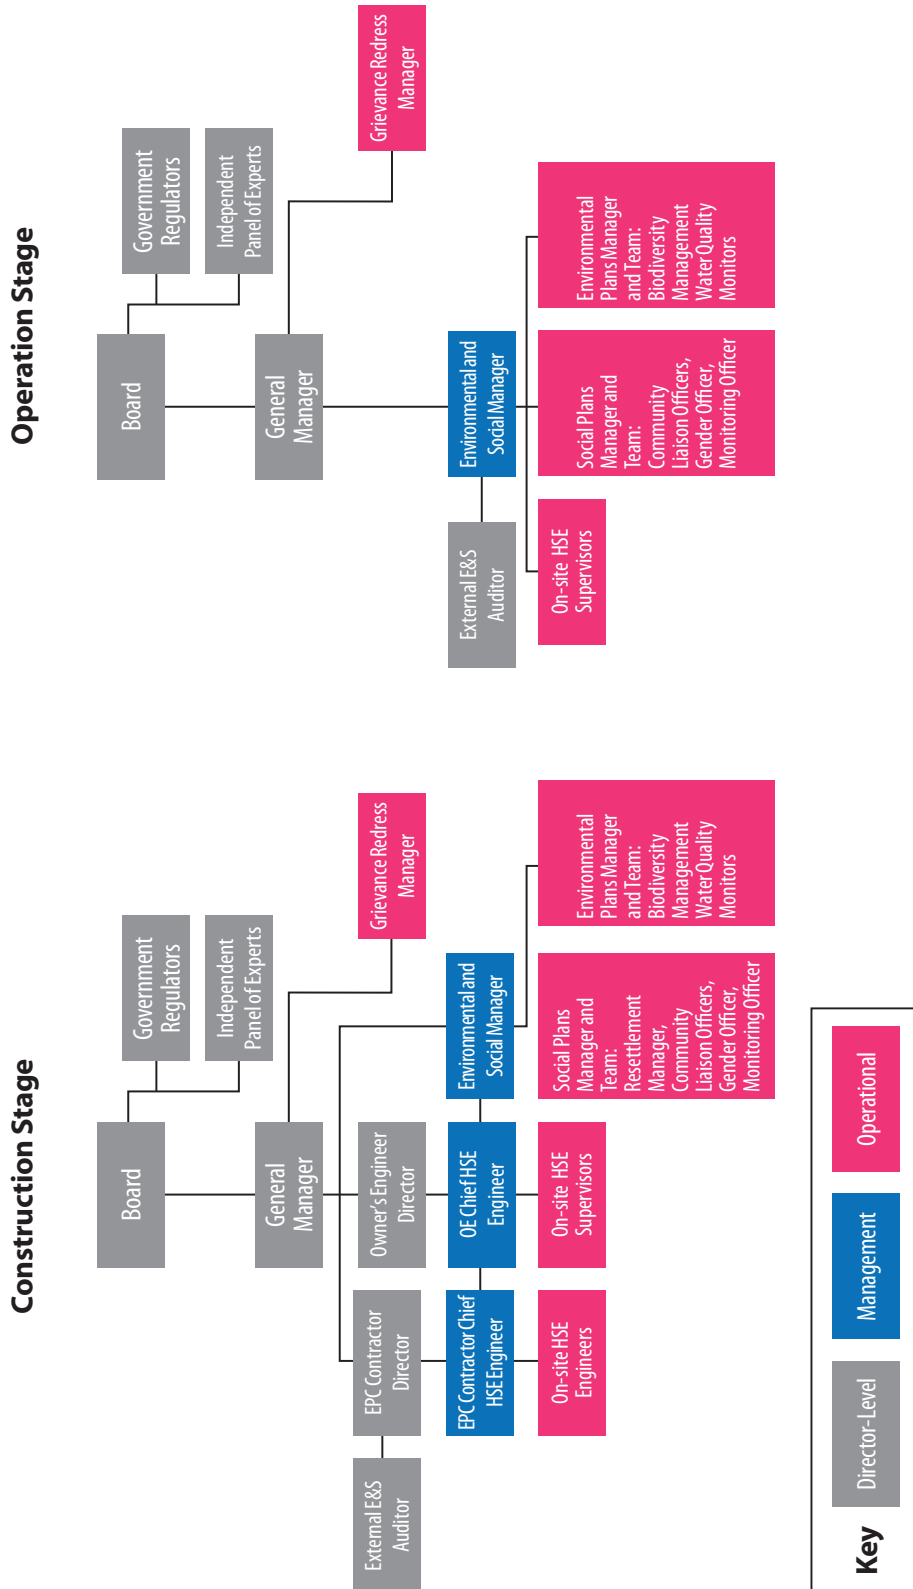 Construction Stage
Board
Government
Regulators
Independent
Panel of Experts
General
Manager
Grievance Redress
Manager
External E&S
Auditor
EPC Contractor
Director
Owner's Engineer
Director
EPC Contractor Chief
HSE Engineer
OE Chief HSE
Engineer
Environmental and
Social Manager
On-site HSE
Engineers
On-site HSE
Supervisors
Social Plans
Manager and
Team:
Resettlement
Manager,
Community
Liaison Officers,
Gender Officer,
Monitoring Officer
Environmental
Plans Manager
and Team:
Biodiversity
Management
Water Quality
Monitors
Operation Stage
Board
Government
Regulators
Independent
Panel of Experts
General
Manager
Grievance Redress
Manager
External E&S
Auditor
Environmental and
Social Manager
On-site HSE
Supervisors
Social Plans
Manager and
Team:
Community
Liaison Officers,
Gender Officer,
Monitoring Officer
Environmental
Plans Manager
and Team:
Biodiversity
Management
Water Quality
Monitors
Key
Director-Level
Management
Operational